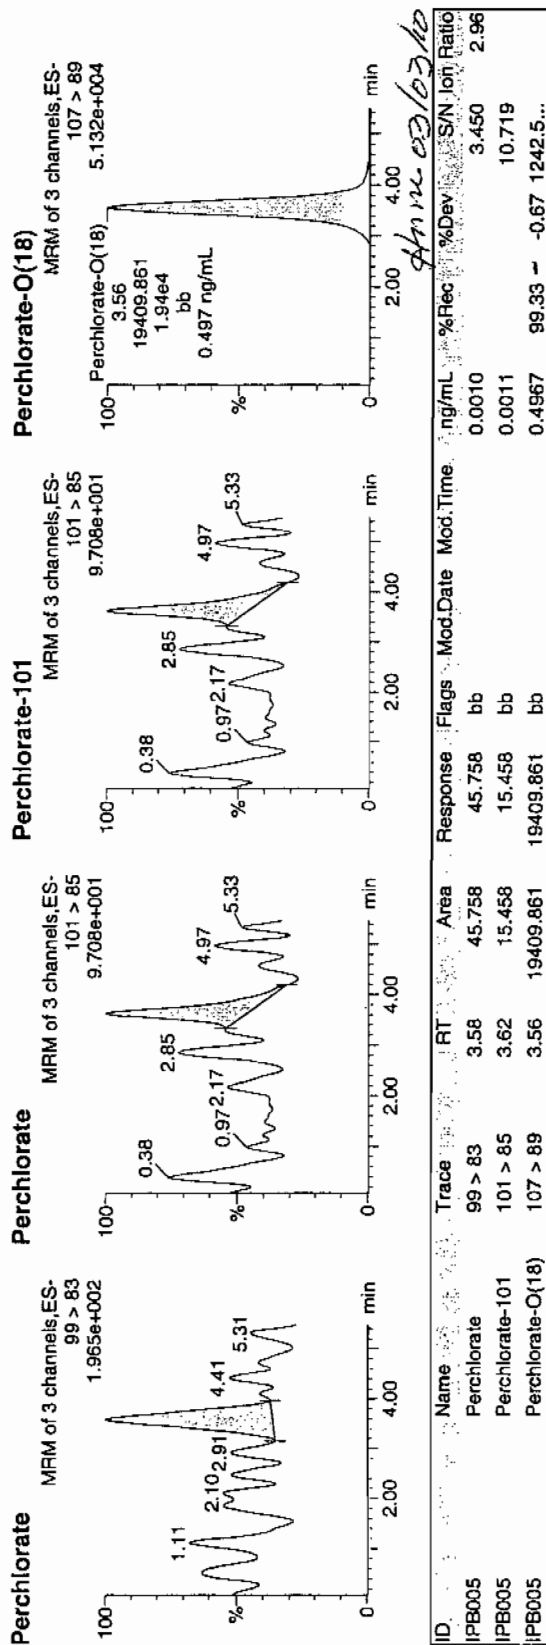 Perchlorate
MRM of 3 channels,ES-
99 > 83
1.965e+002
100
%
0
1.11
2.10
2.91
4.41
5.31
2.00
4.00
min
Perchlorate
MRM of 3 channels,ES-
101 > 85
9.708e+001
100
%
0
0.38
0.97
2.17
2.85
4.97
5.33
2.00
4.00
min
Perchlorate-101
MRM of 3 channels,ES-
101 > 85
9.708e+001
100
%
0
0.38
0.97
2.17
2.85
4.97
5.33
2.00
4.00
min
Perchlorate-O(18)
MRM of 3 channels,ES-
107 > 89
5.132e+004
100
%
0
Perchlorate-O(18)
3.56
19409.861
1.94e4
bb
0.497 ng/mL
2.00
4.00
min
03/03/10
ID Name Trace RT Area Response Flags Mod.Date Mod.Time ng/mL %Rec %Dev S/N Ion Ratio
IPB005 Perchlorate 99 > 83 3.58 45.758 45.758 bb 0.0010 3.450 2.96
IPB005 Perchlorate-101 101 > 85 3.62 15.458 15.458 bb 0.0011 10.719
IPB005 Perchlorate-O(18) 107 > 89 3.56 19409.861 19409.861 bb 0.4967 99.33 -0.67 1242.5...